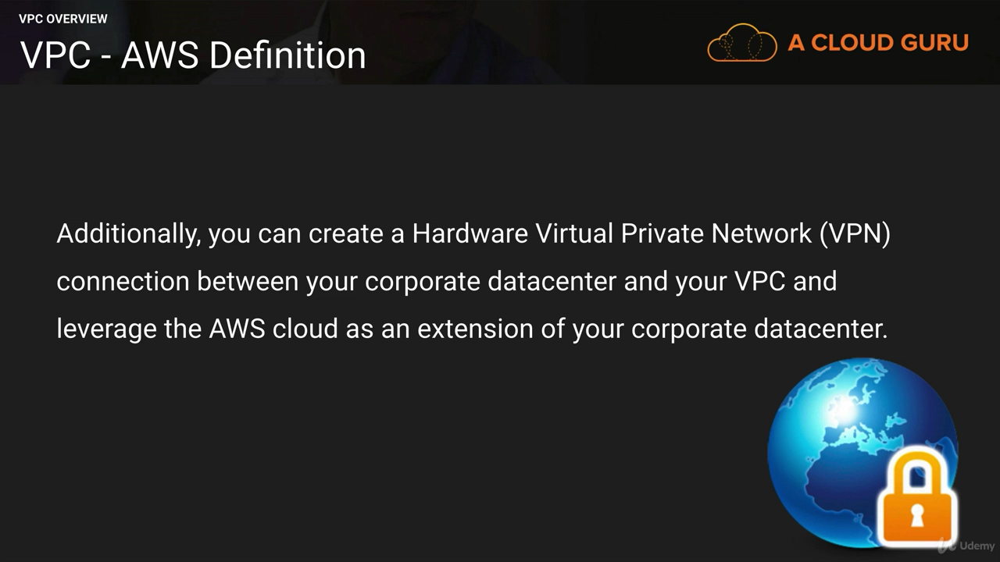 VPC OVERVIEW
VPC - AWS Definition
A CLOUD GURU
Additionally, you can create a Hardware Virtual Private Network (VPN)
connection between your corporate datacenter and your VPC and
leverage the AWS cloud as an extension of your corporate datacenter.
Udemy